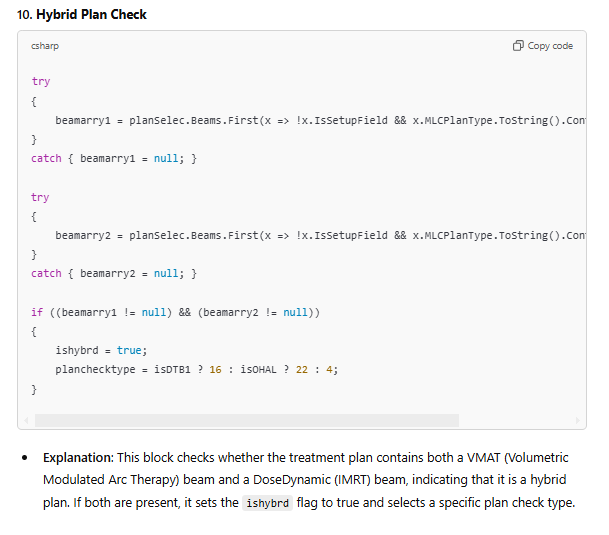 10. Hybrid Plan Check
csharp
Copy code
try
{
beamarry1 = planSelec.Beams.First(x => !x.IsSetupField && x.MLCPlanType.ToString().Con
}
catch { beamarry1 = null; }
try
{
beamarry2 = planSelec.Beams.First(x => !x.IsSetupField && x.MLCPlanType.ToString().Con
}
catch { beamarry2 = null; }
if ((beamarry1 != null) && (beamarry2 != null))
{
ishybrd = true;
planchecktype = isDTB1 ? 16 : isOHAL ? 22 : 4;
}
• Explanation: This block checks whether the treatment plan contains both a VMAT (Volumetric
Modulated Arc Therapy) beam and a DoseDynamic (IMRT) beam, indicating that it is a hybrid
plan. If both are present, it sets the ishybrd flag to true and selects a specific plan check type.